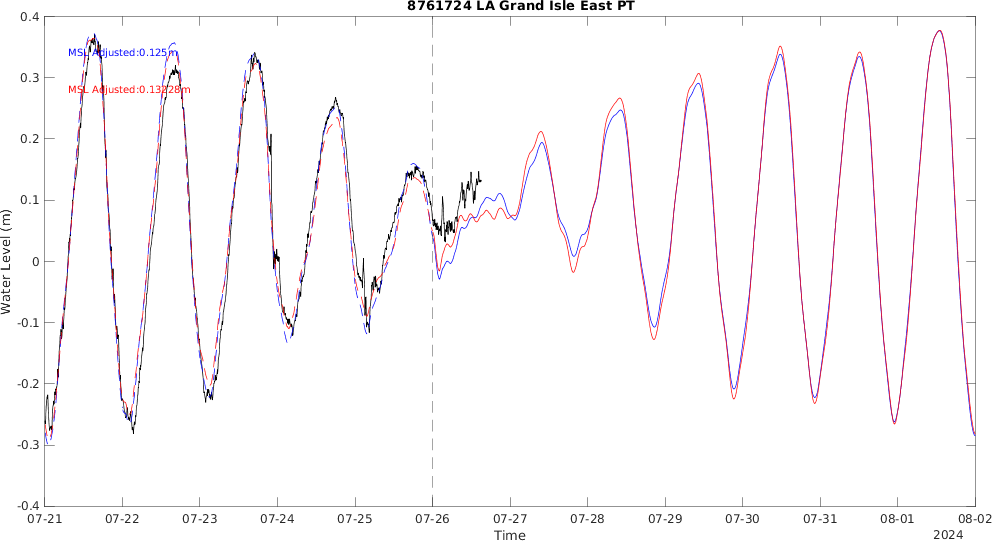 8761724 LA Grand Isle East PT
MSL Adjusted:0.125m
MSL Adjusted:0.13228m
Water Level (m)
0.4
0.3
0.2
0.1
0
-0.1
-0.2
-0.3
-0.4
07-21 07-22 07-23 07-24 07-25 07-26 07-27 07-28 07-29 07-30 07-31 08-01 08-02
Time
2024